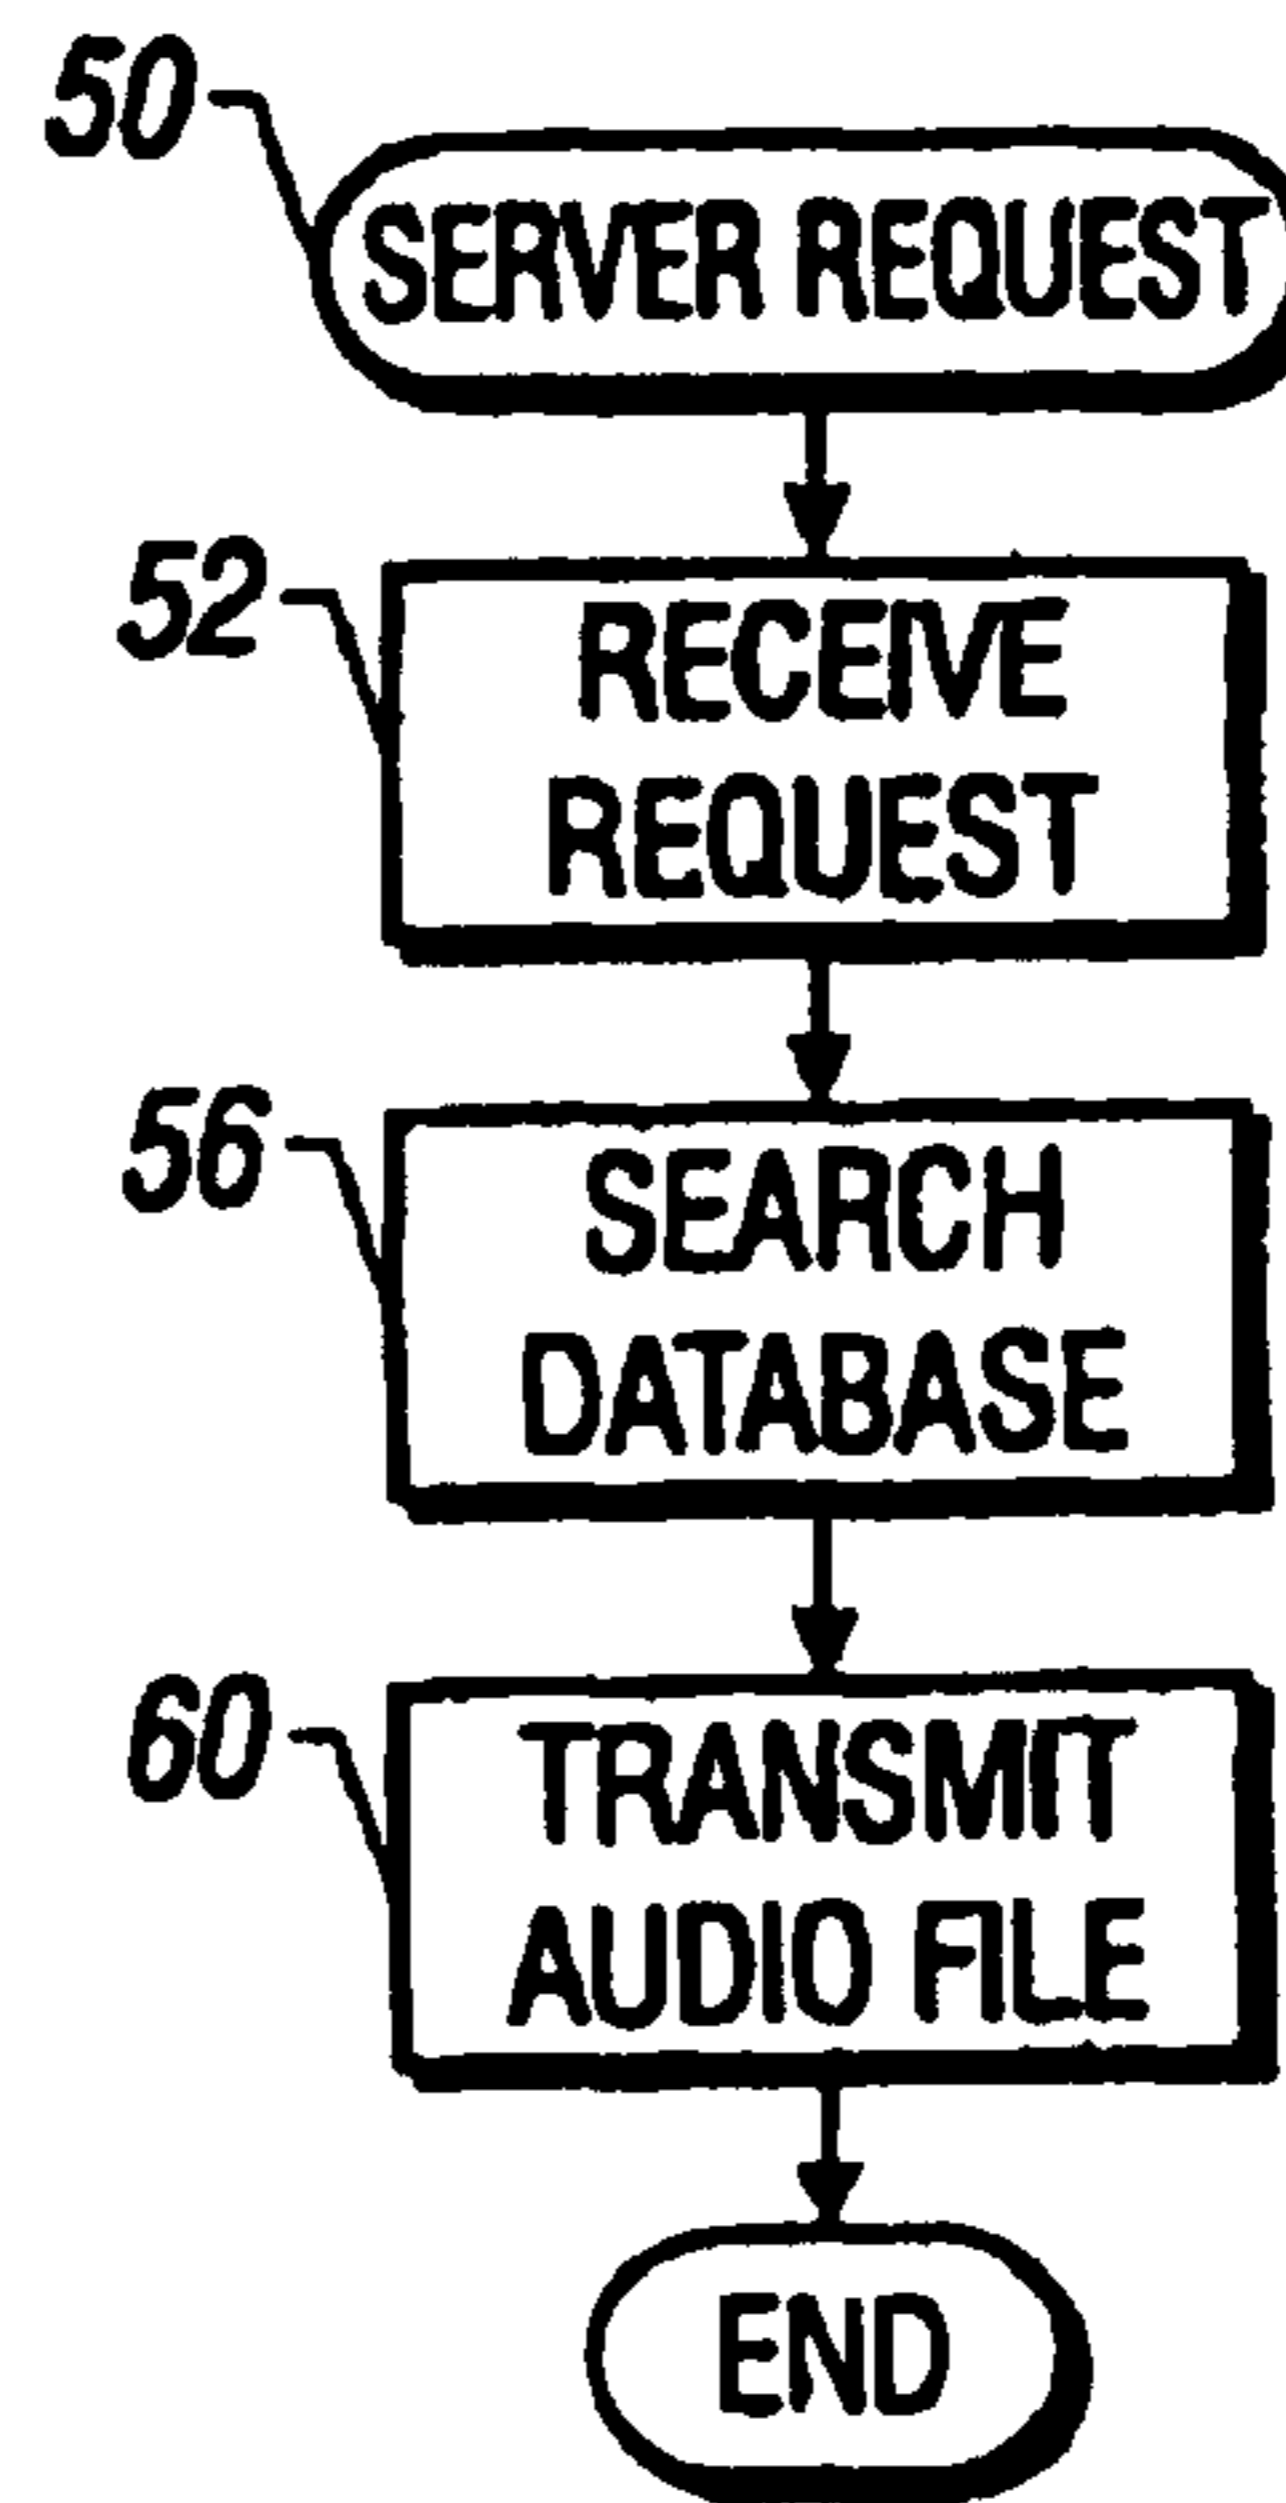 50
SERVER REQUEST
52
RECEIVE
REQUEST
56
SEARCH
DATABASE
60
TRANSMIT
AUDIO FILE
END